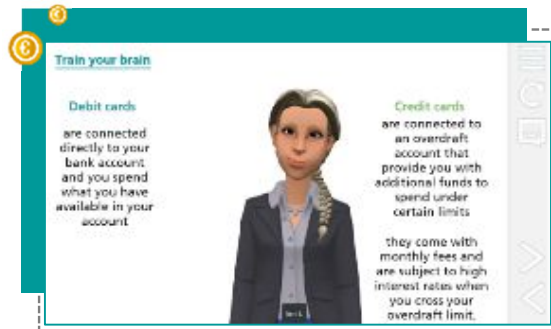 Train your brain
Debit cards
are connected
directly to your
bank account
and you spend
what you have
available in your
account
Credit cards
are connected to
an overdraft
account that
provide you with
additional funds to
spend under
certain limits
they come with
monthly fees and
are subject to high
interest rates when
you cross your
overdraft limit.